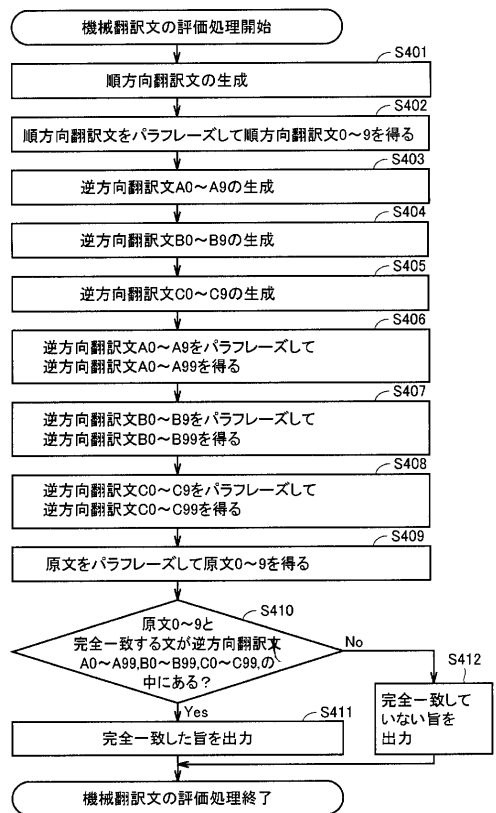 機械翻訳文の評価処理開始
S401
順方向翻訳文の生成
S402
順方向翻訳文をパラフレーズして順方向翻訳文0～9を得る
S403
逆方向翻訳文A0～A9の生成
S404
逆方向翻訳文B0～B9の生成
S405
逆方向翻訳文C0～C9の生成
S406
逆方向翻訳文A0～A9をパラフレーズして
逆方向翻訳文A0～A99を得る
S407
逆方向翻訳文B0～B9をパラフレーズして
逆方向翻訳文B0～B99を得る
S408
逆方向翻訳文C0～C9をパラフレーズして
逆方向翻訳文C0～C99を得る
S409
原文をパラフレーズして原文0～9を得る
S410
原文0～9と
完全一致する文が逆方向翻訳文
A0～A99,B0～B99,C0～C99,の
中にある？
No
S412
完全一致して
いない旨を
出力
Yes
S411
完全一致した旨を出力
機械翻訳文の評価処理終了